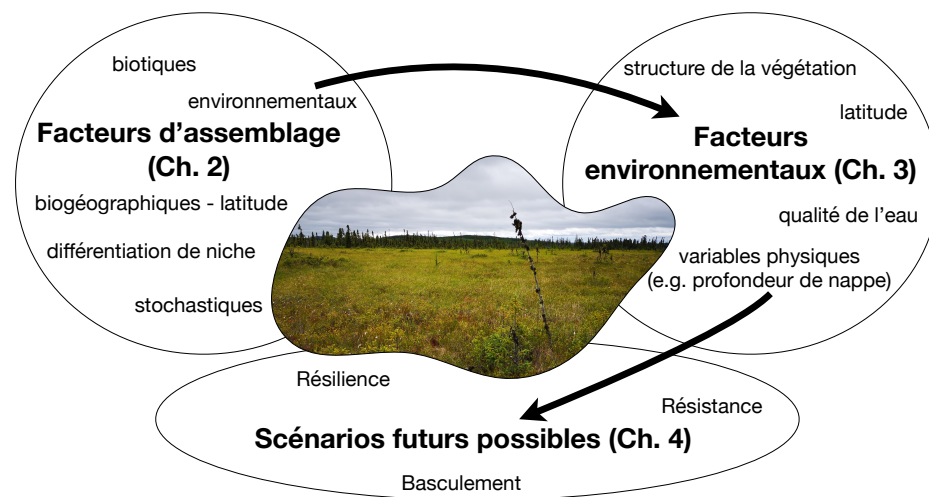 biotiques
environnementaux
Facteurs d’assemblage
(Ch. 2)
biogéographiques - latitude
différentiation de niche
stochastiques
structure de la végétation
latitude
Facteurs
environnementaux (Ch. 3)
qualité de l’eau
variables physiques
(e.g. profondeur de nappe)
Résilience
Résistance
Scénarios futurs possibles (Ch. 4)
Basculement